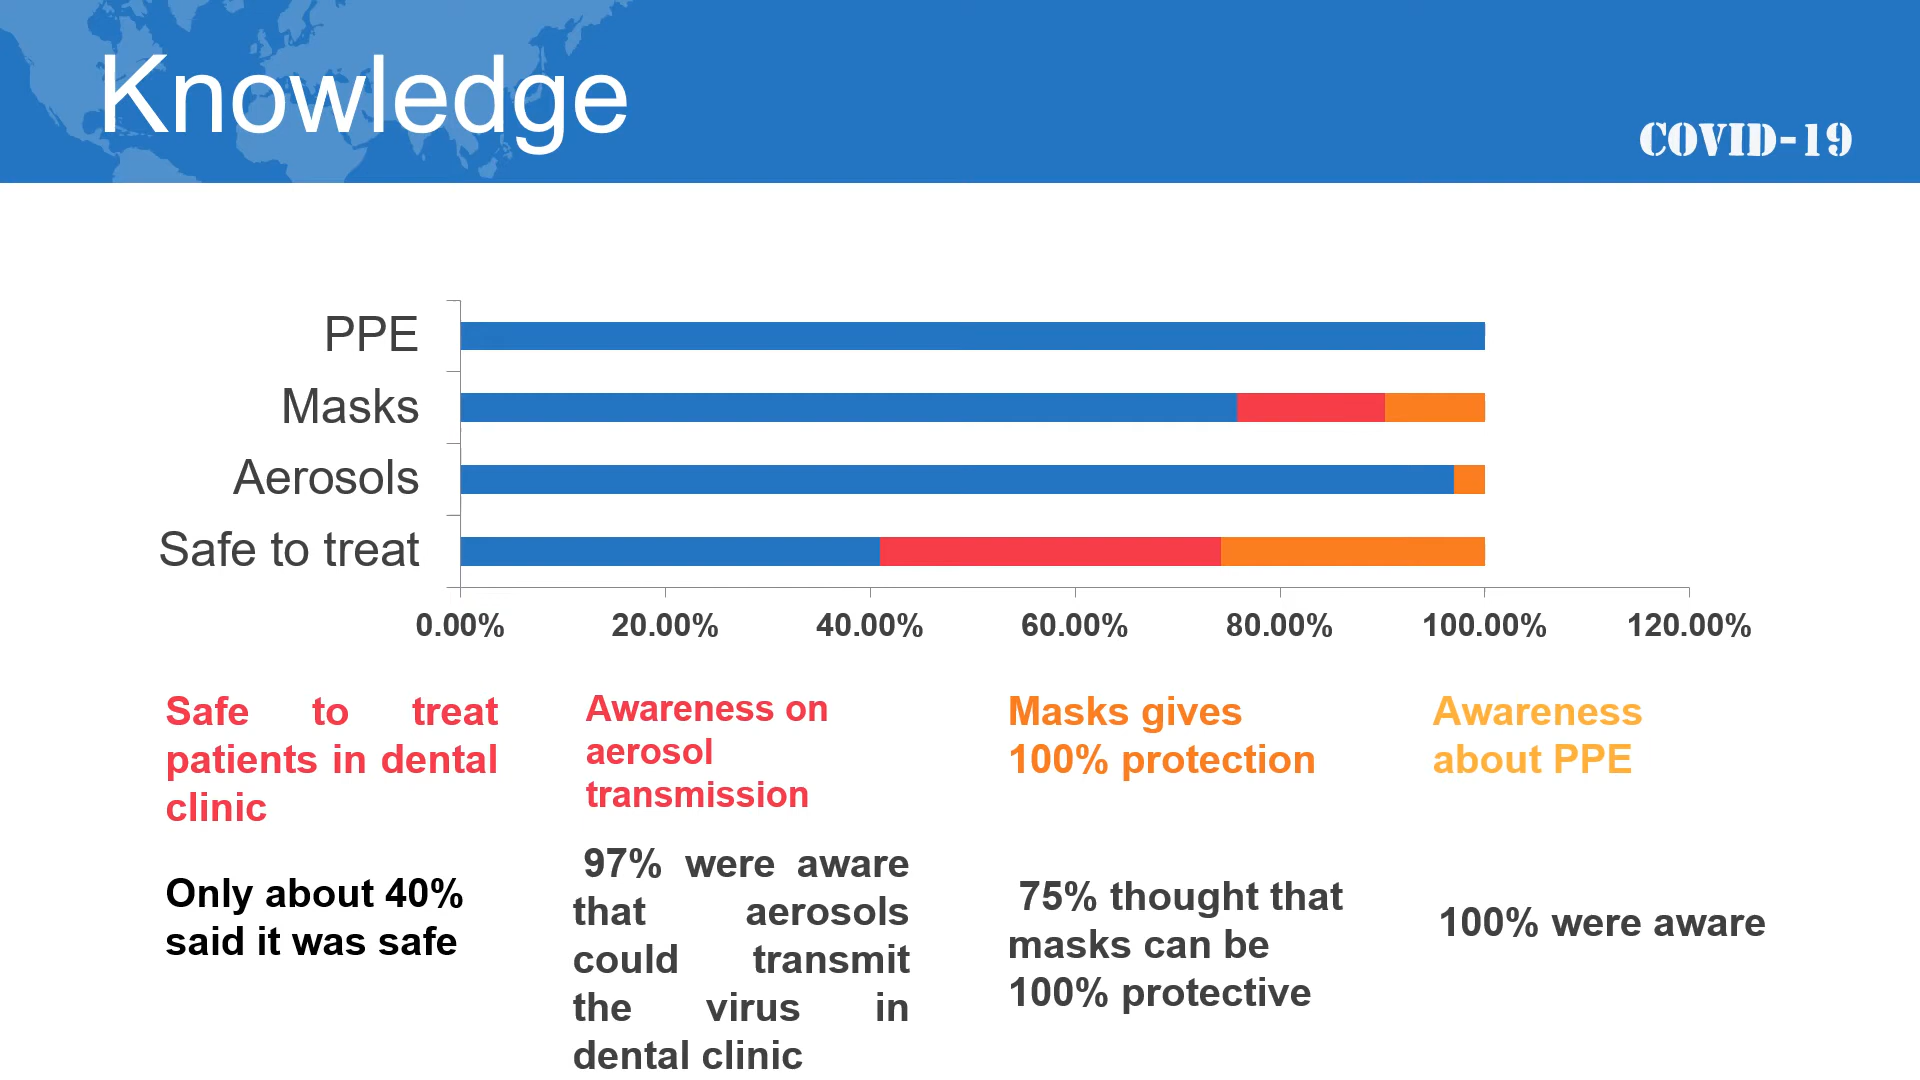 Knowledge
COVID-19
PPE
Masks
Aerosols
Safe to treat
0.00% 20.00% 40.00% 60.00% 80.00% 100.00% 120.00%
Safe to treat
patients in dental
clinic
Only about 40%
said it was safe
Awareness on
aerosol
transmission
97% were aware
that aerosols
could transmit
the virus in
dental clinic
Masks gives
100% protection
75% thought that
masks can be
100% protective
Awareness
about PPE
100% were aware